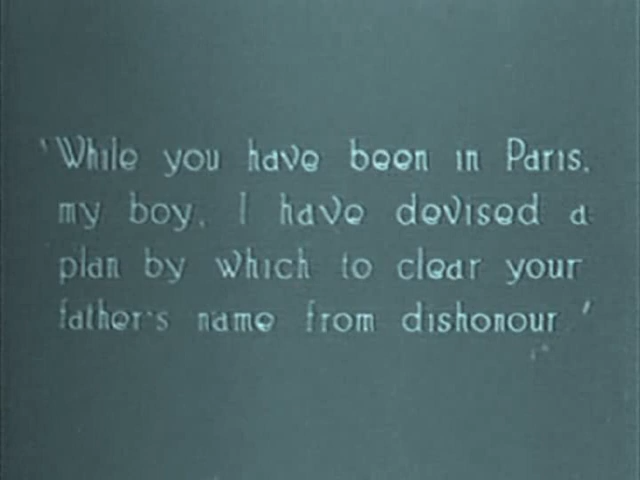 'While you have been in Paris,
my boy, I have devised a
plan by which to clear your
father's name from dishonour'